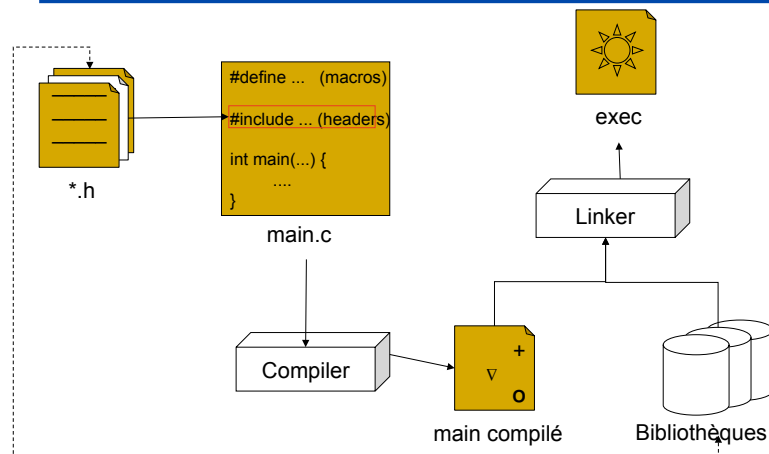 #define ... (macros)
#include ... (headers)
int main(...) {
....
}
*.h
main.c
exec
Linker
Compiler
+
∇
O
main compilé
Bibliothèques